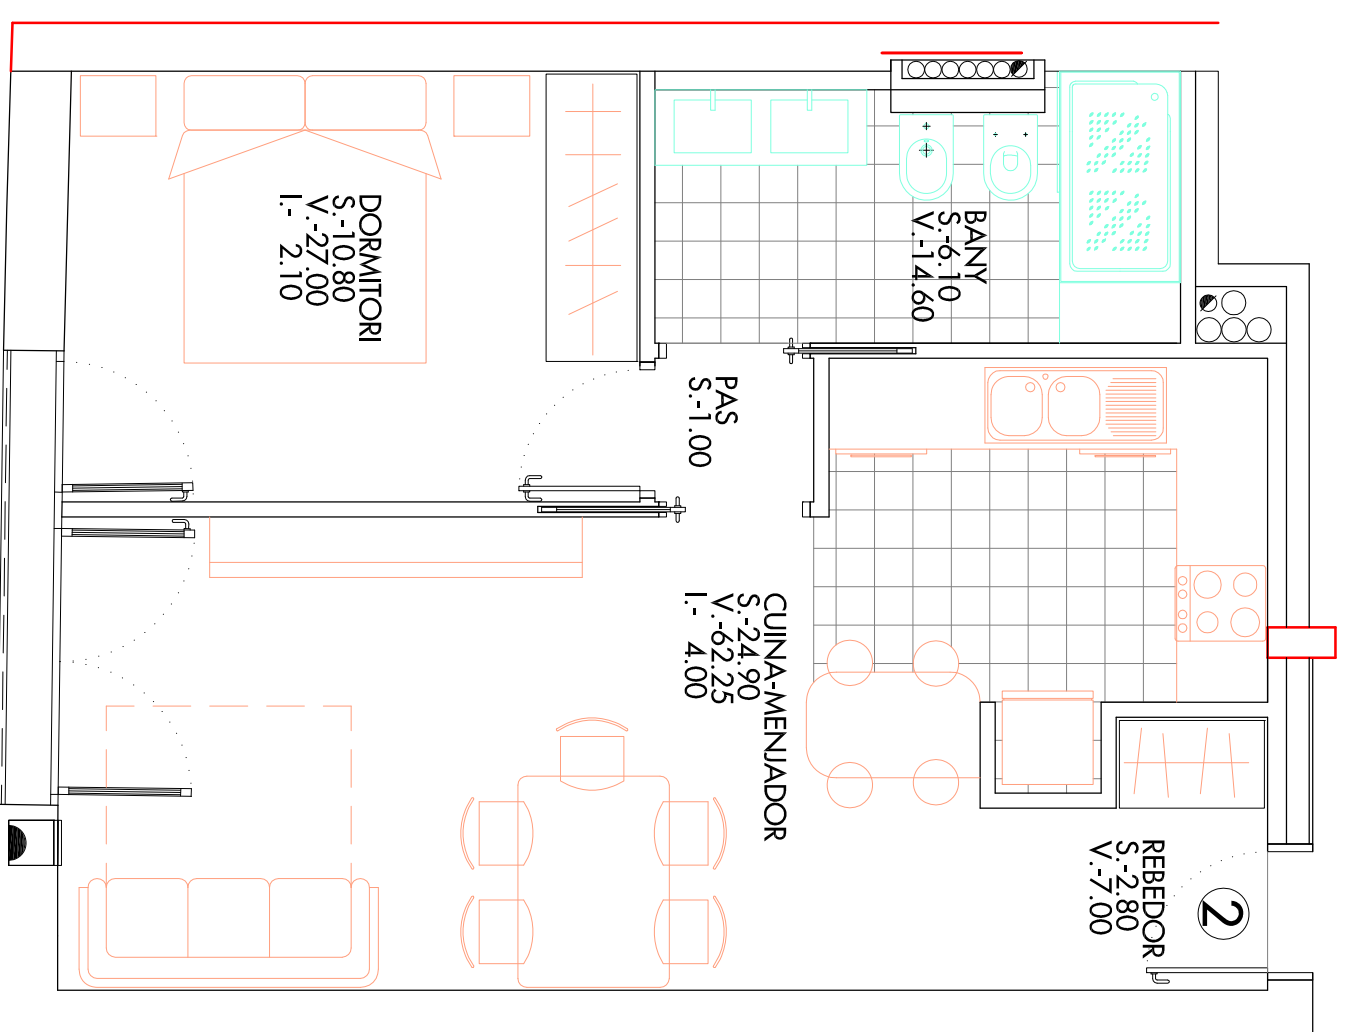 DORMITORI
S.-10.80
V.-27.00
I.- 2.10
BANY
S.-6.10
V.-14.60
PAS
S.-1.00
CUINA-MENJADOR
S.-24.90
V.-62.25
I.- 4.00
REBEDOR
S.-2.80
V.-7.00
2